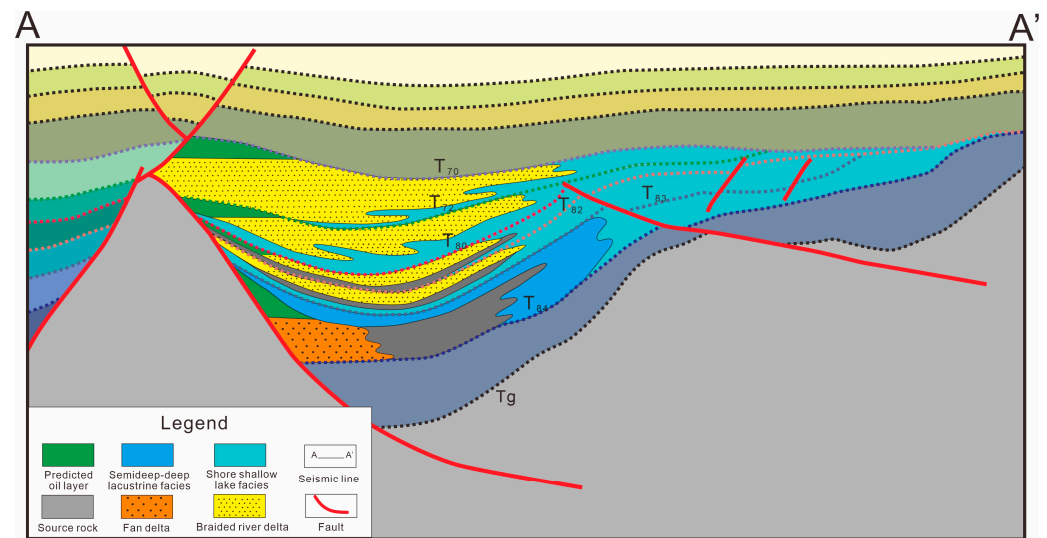 A
A’
T70
T72
T83
T82
T80
T84
Tg
Legend
Predicted
oil layer
Semideep-deep
lacustrine facies
Shore shallow
lake facies
A A'
Seismic line
Source rock
Fan delta
Braided river delta
Fault